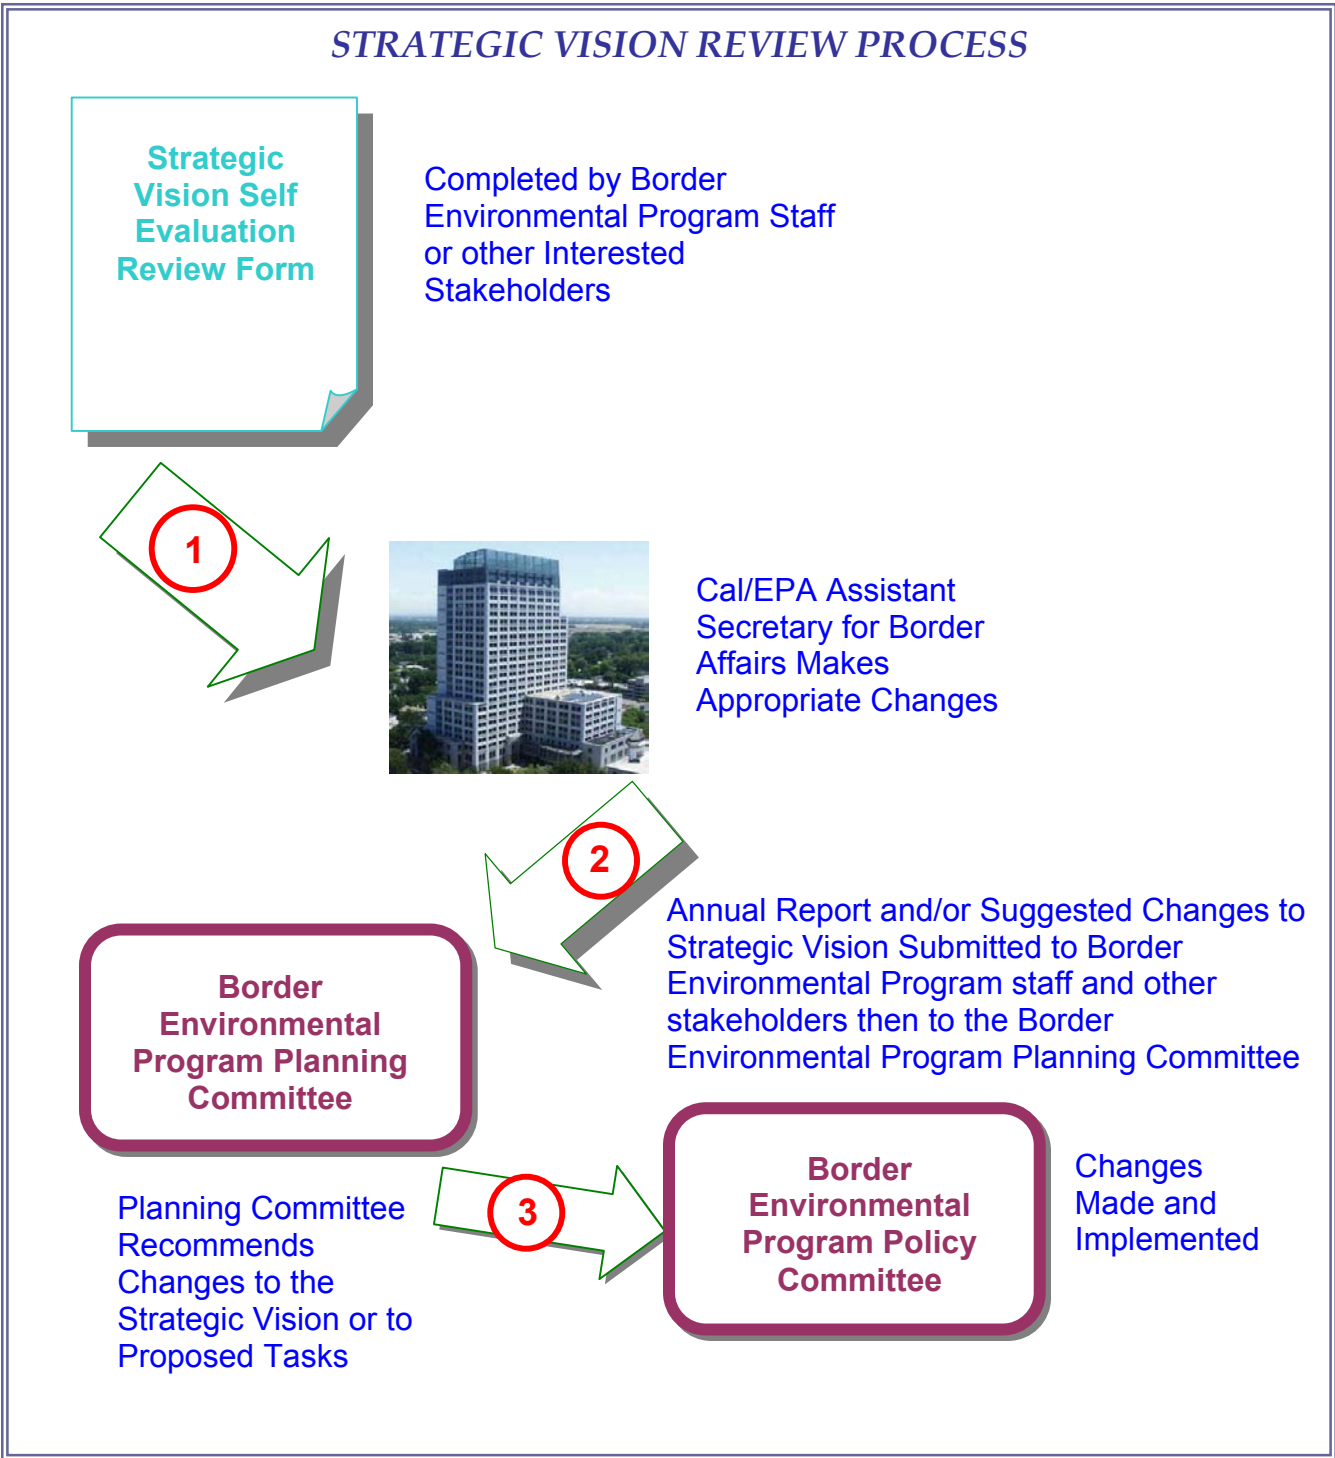 STRATEGIC VISION REVIEW PROCESS
Strategic
Vision Self
Evaluation
Review Form
Completed by Border
Environmental Program Staff
or other Interested
Stakeholders
1
Cal/EPA Assistant
Secretary for Border
Affairs Makes
Appropriate Changes
2
Annual Report and/or Suggested Changes to
Strategic Vision Submitted to Border
Environmental Program staff and other
stakeholders then to the Border
Environmental Program Planning Committee
Border
Environmental
Program Planning
Committee
Planning Committee
Recommends
Changes to the
Strategic Vision or to
Proposed Tasks
3
Border
Environmental
Program Policy
Committee
Changes
Made and
Implemented